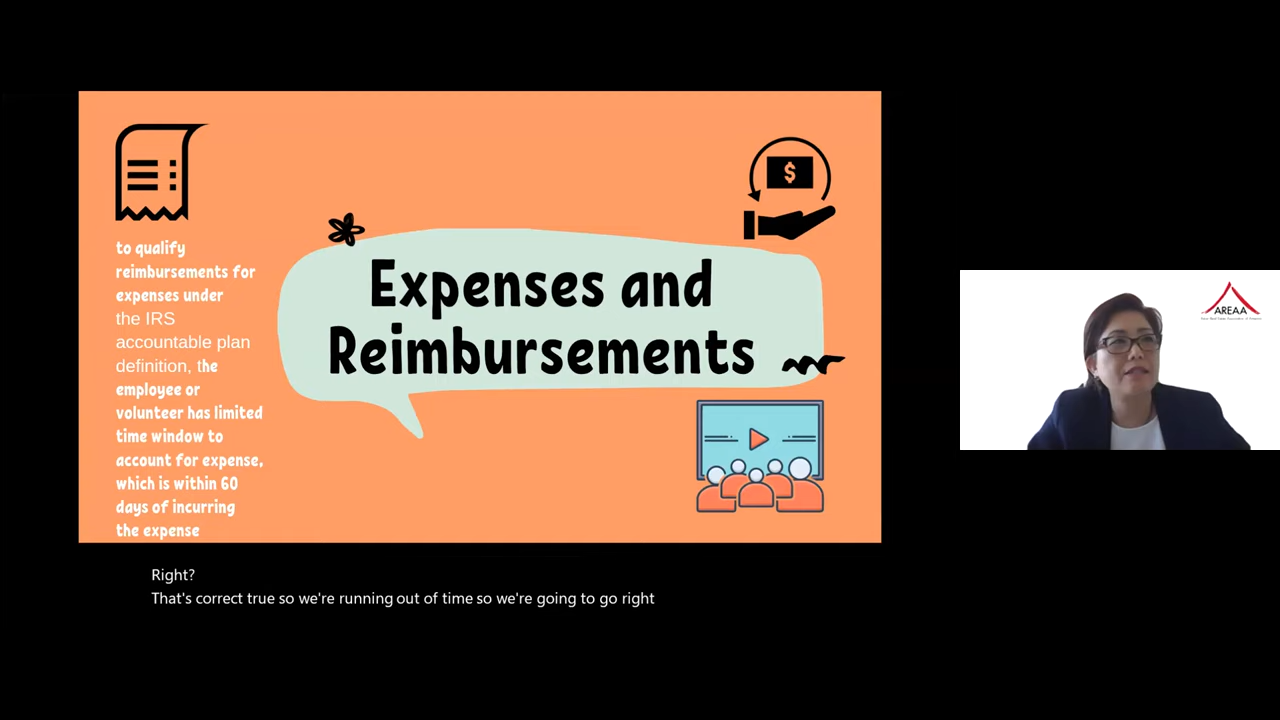 to qualify
reimbursements for
expenses under
the IRS
accountable plan
definition, the
employee or
volunteer has limited
time window to
account for expense,
which is within 60
days of incurring
the expense
$
Expenses and
Reimbursements
AREAA
Right?
That's correct true so we're running out of time so we're going to go right